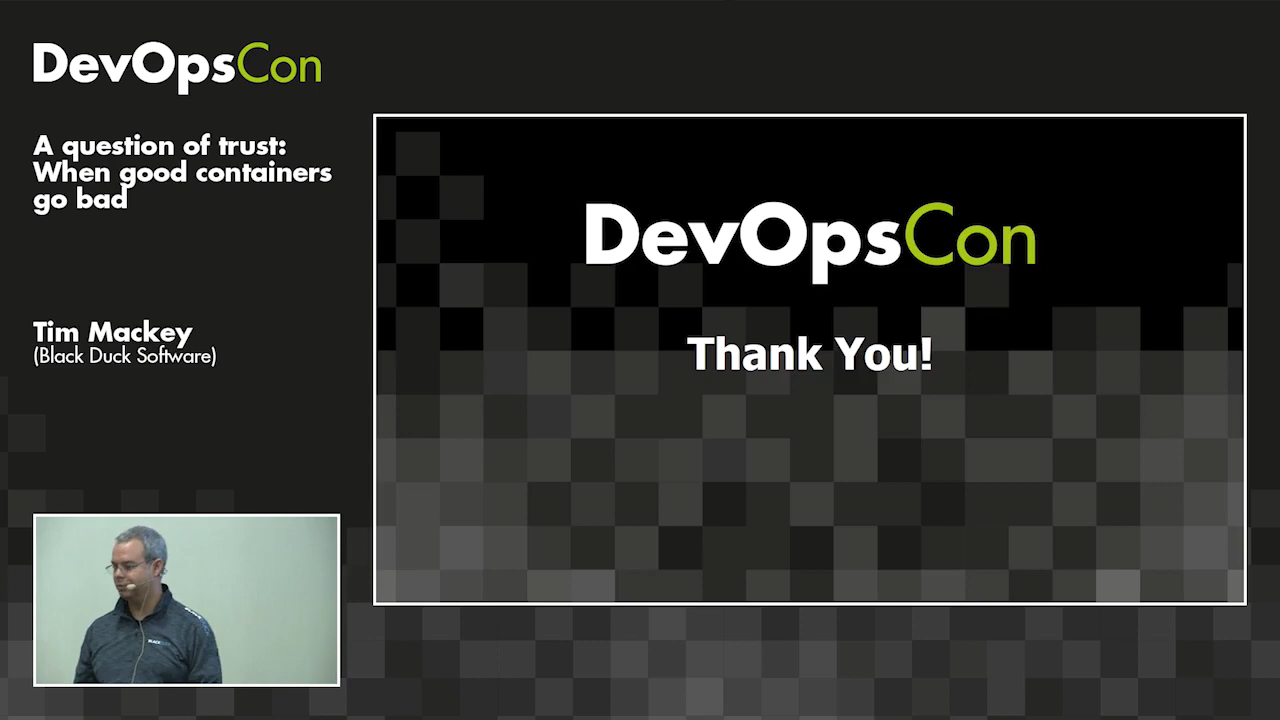 DevOpsCon
A question of trust:
When good containers
go bad
Tim Mackey
(Black Duck Software)
DevOpsCon
Thank You!